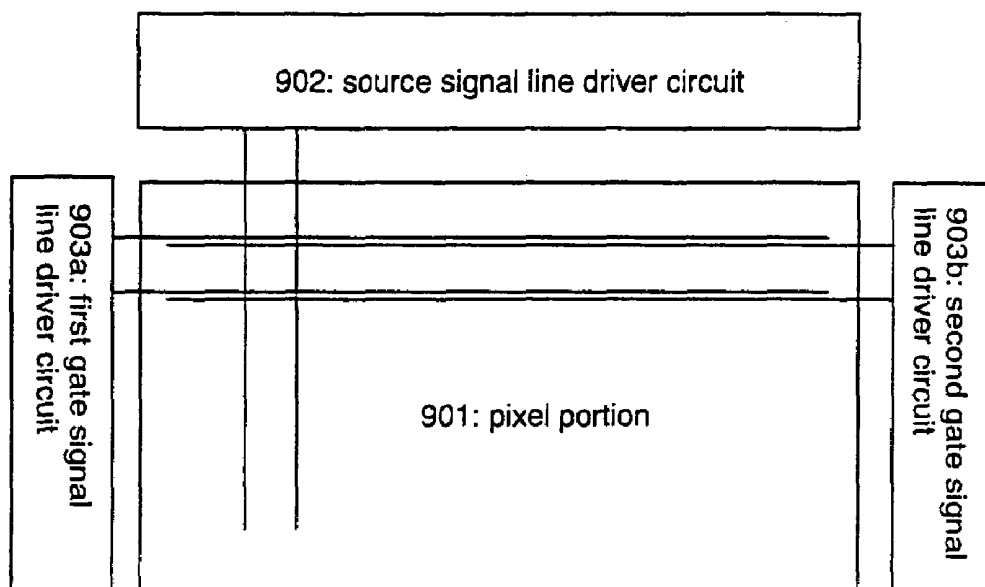 902: source signal line driver circuit
903a: first gate signal
line driver circuit
901: pixel portion
903b: second gate signal
line driver circuit